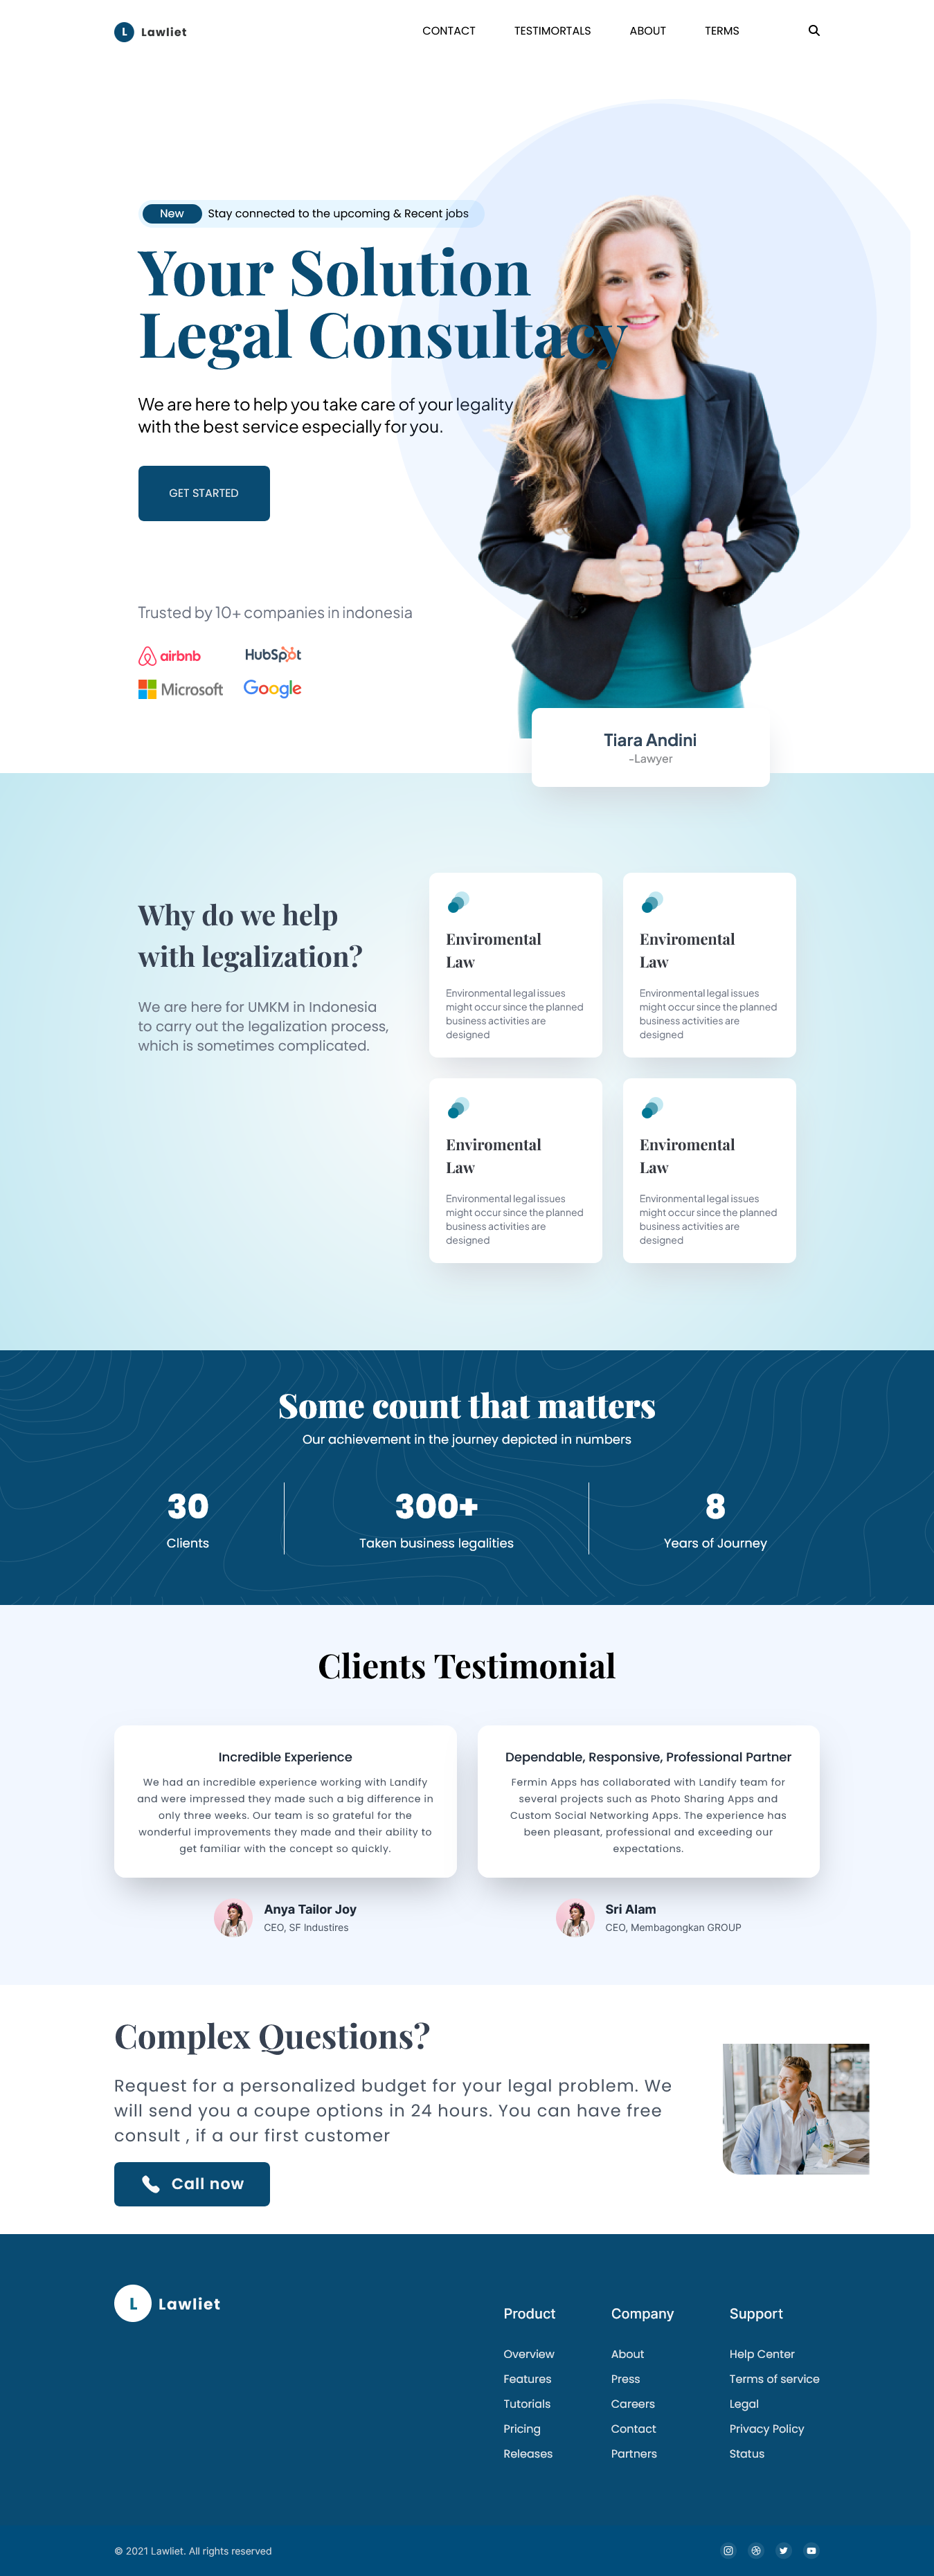 L Lawliet
CONTACT TESTIMORTALS ABOUT TERMS
New Stay connected to the upcoming & Recent jobs
Your Solution
Legal Consultacy
We are here to help you take care of your legality
with the best service especially for you.
GET STARTED
Trusted by 10+ companies in indonesia
airbnb HubSpot
Microsoft Google
Tiara Andini
-Lawyer
Why do we help
with legalization?
We are here for UMKM in Indonesia
to carry out the legalization process,
which is sometimes complicated.
Enviromental
Law
Environmental legal issues
might occur since the planned
business activities are
designed
Enviromental
Law
Environmental legal issues
might occur since the planned
business activities are
designed
Enviromental
Law
Environmental legal issues
might occur since the planned
business activities are
designed
Enviromental
Law
Environmental legal issues
might occur since the planned
business activities are
designed
Some count that matters
Our achievement in the journey depicted in numbers
30
Clients
300+
Taken business legalities
8
Years of Journey
Clients Testimonial
Incredible Experience
We had an incredible experience working with Landify
and were impressed they made such a big difference in
only three weeks. Our team is so grateful for the
wonderful improvements they made and their ability to
get familiar with the concept so quickly.
Anya Tailor Joy
CEO, SF Industires
Dependable, Responsive, Professional Partner
Fermin Apps has collaborated with Landify team for
several projects such as Photo Sharing Apps and
Custom Social Networking Apps. The experience has
been pleasant, professional and exceeding our
expectations.
Sri Alam
CEO, Membagongkan GROUP
Complex Questions?
Request for a personalized budget for your legal problem. We
will send you a coupe options in 24 hours. You can have free
consult , if a our first customer
Call now
L Lawliet
Product
Overview
Features
Tutorials
Pricing
Releases
Company
About
Press
Careers
Contact
Partners
Support
Help Center
Terms of service
Legal
Privacy Policy
Status
© 2021 Lawliet. All rights reserved